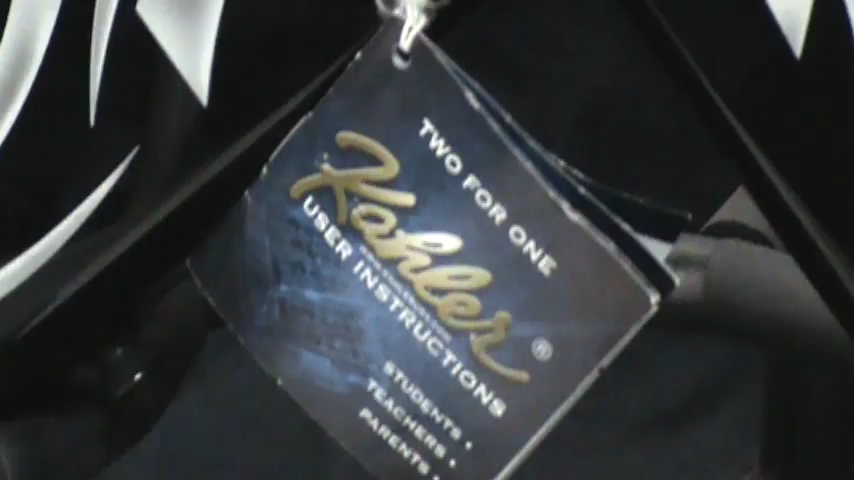 TWO FOR ONE
Kahler®
USER INSTRUCTIONS
STUDENTS •
TEACHERS •
PARENTS •